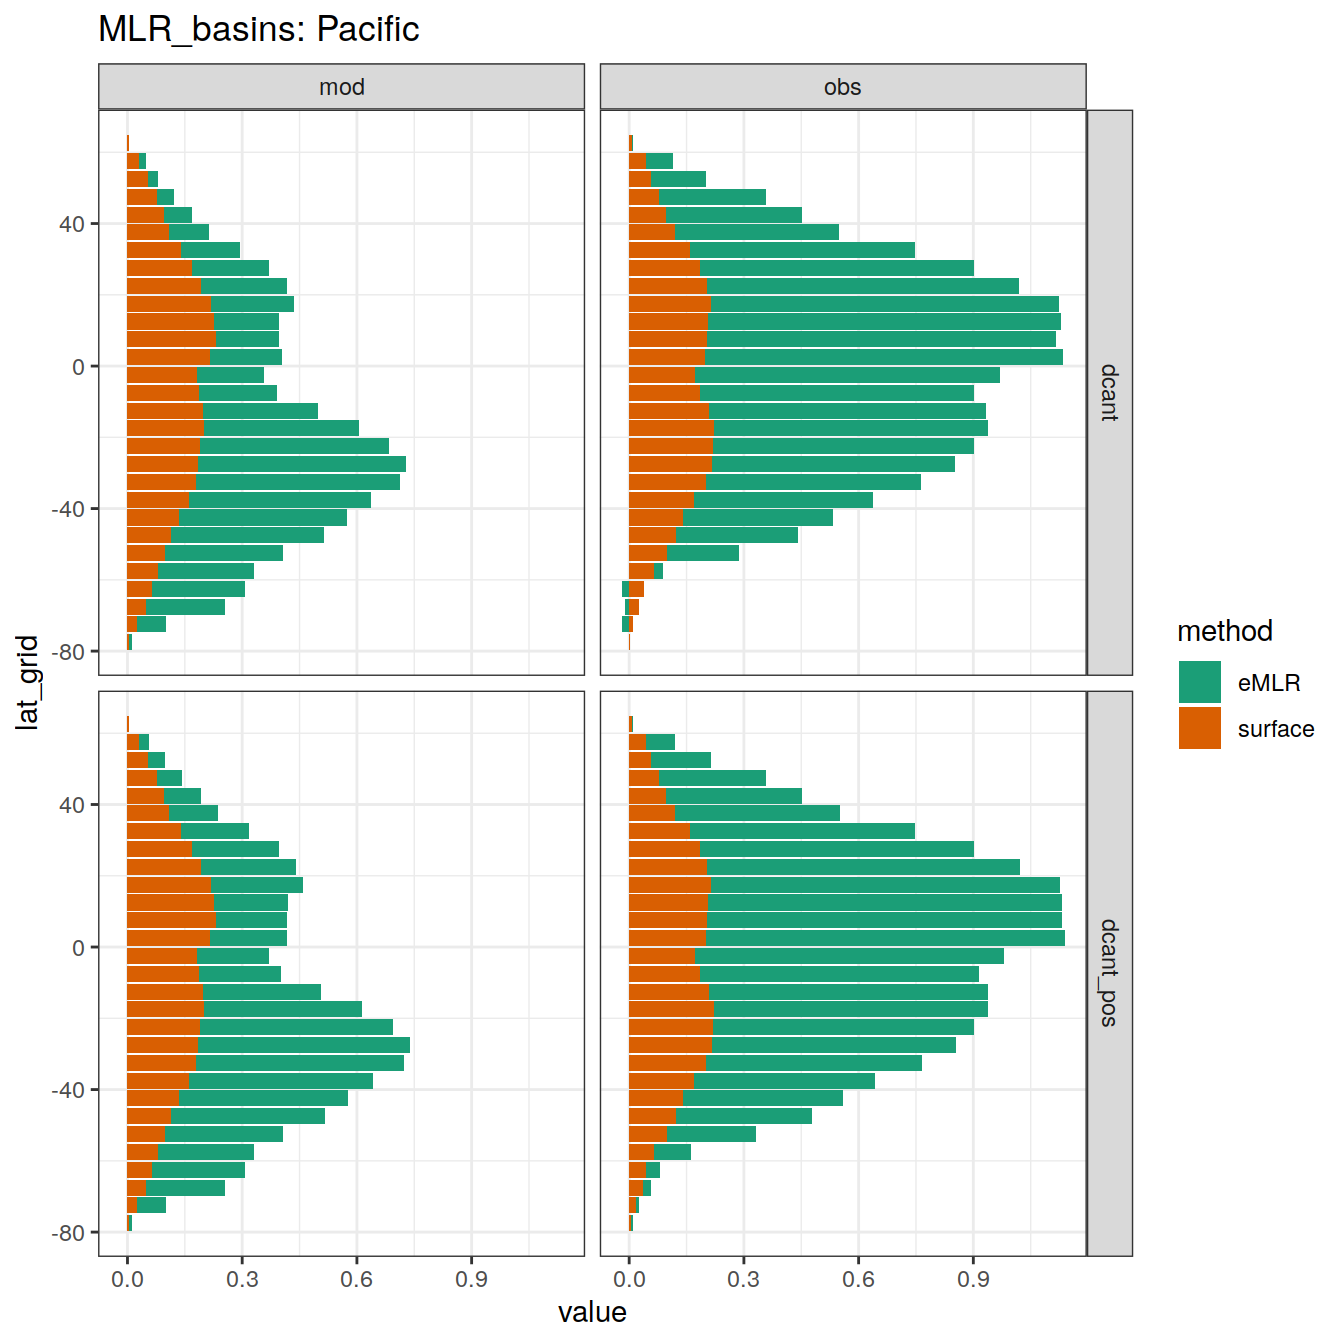 MLR_basins: Pacific
mod
obs
40
0
-40
-80
dcant
40
0
-40
-80
dcant_pos
0.0 0.3 0.6 0.9
0.0 0.3 0.6 0.9
value
lat_grid
method
eMLR
surface